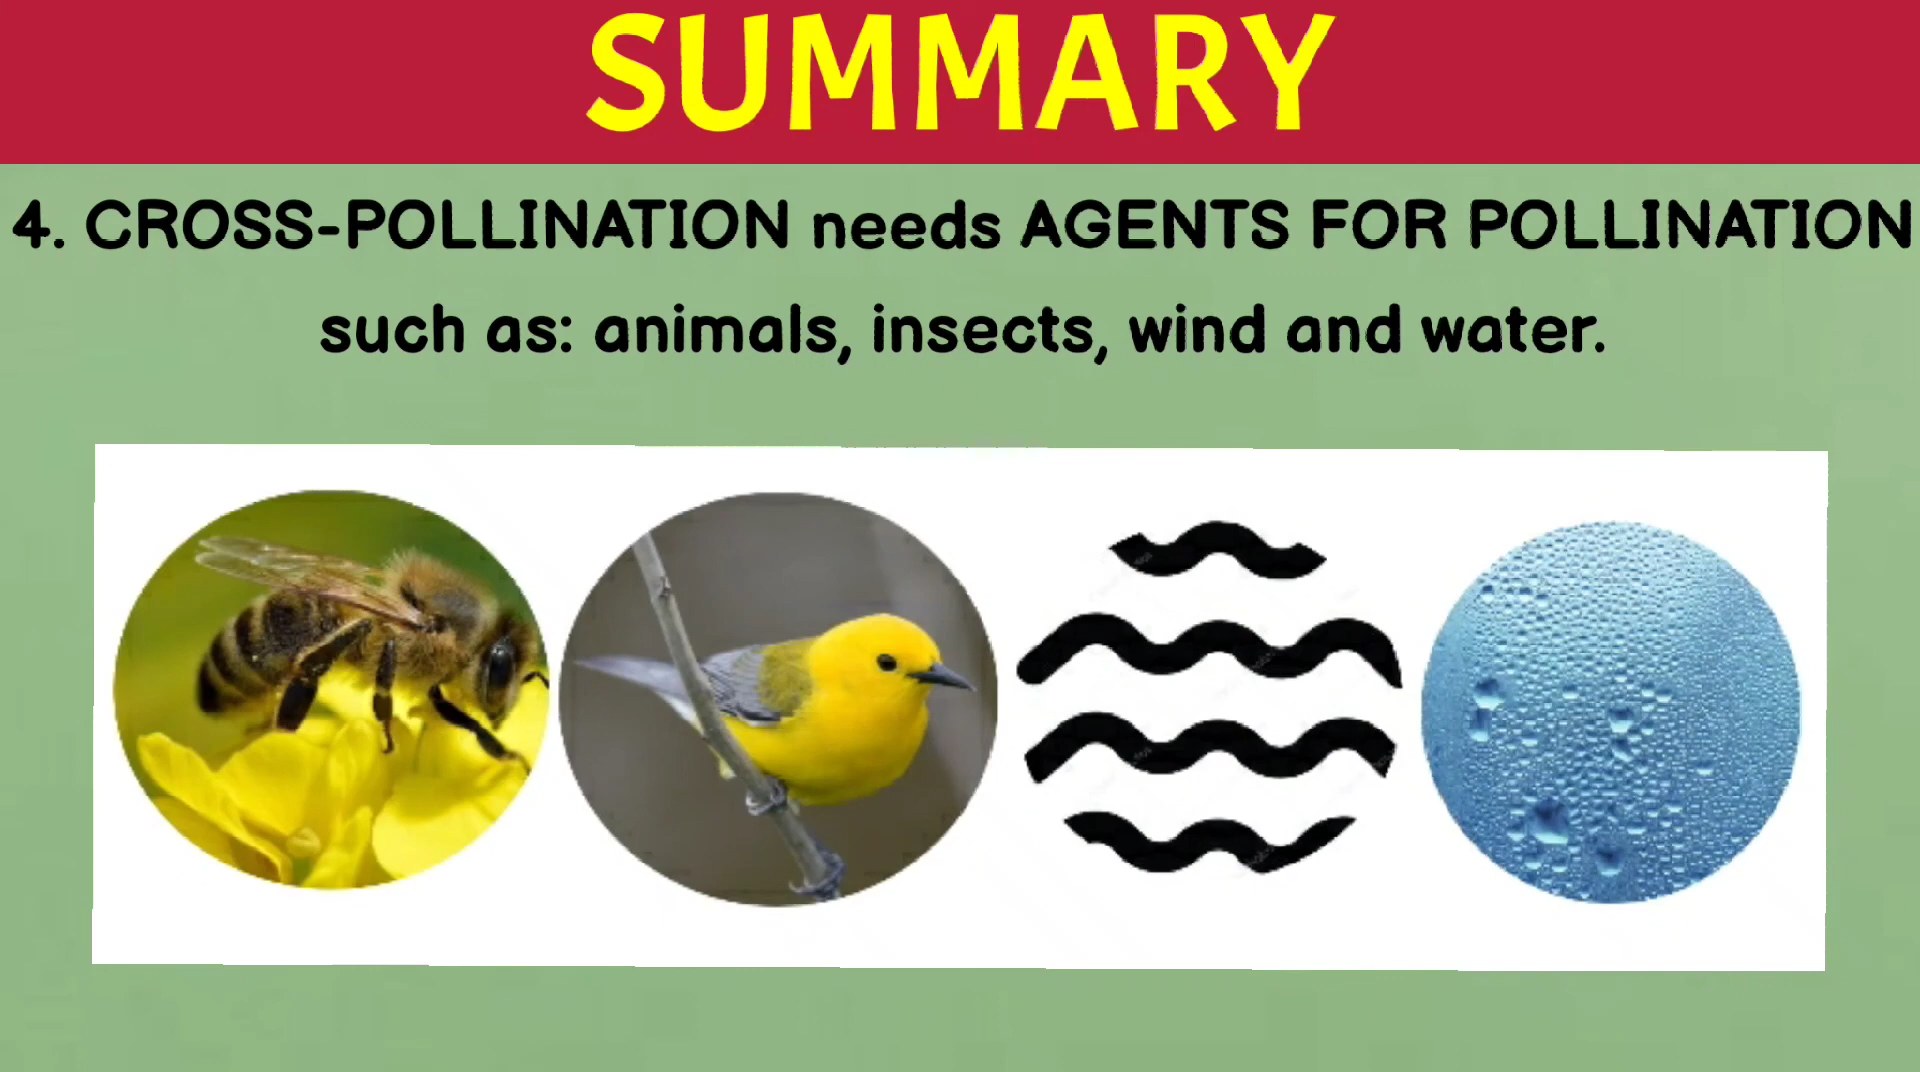 SUMMARY
4. CROSS-POLLINATION needs AGENTS FOR POLLINATION
such as: animals, insects, wind and water.